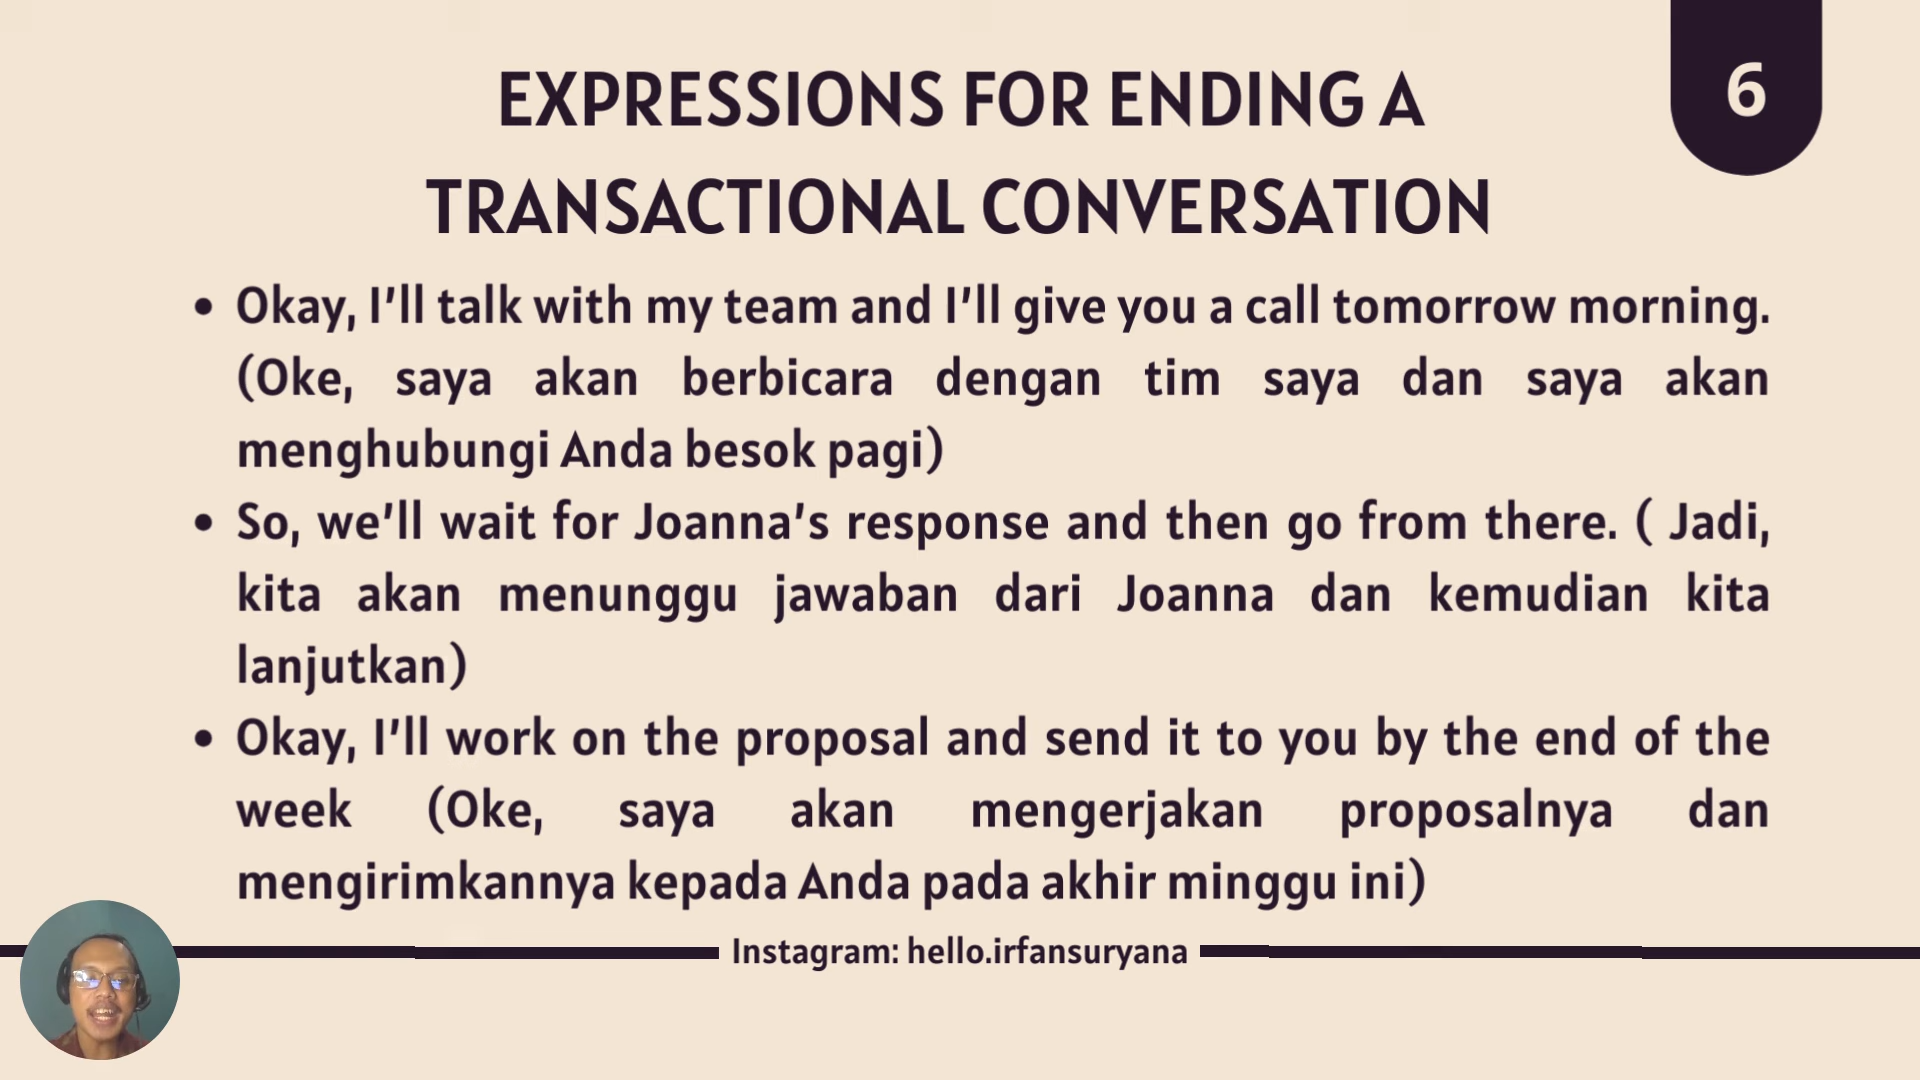 EXPRESSIONS FOR ENDING A
TRANSACTIONAL CONVERSATION
6
• Okay, I'll talk with my team and I'll give you a call tomorrow morning.
(Oke, saya akan berbicara dengan tim saya dan saya akan
menghubungi Anda besok pagi)
• So, we'll wait for Joanna's response and then go from there. ( Jadi,
kita akan menunggu jawaban dari Joanna dan kemudian kita
lanjutkan)
• Okay, I'll work on the proposal and send it to you by the end of the
week (Oke, saya akan mengerjakan proposalnya dan
mengirimkannya kepada Anda pada akhir minggu ini)
Instagram: hello.irfansuryana